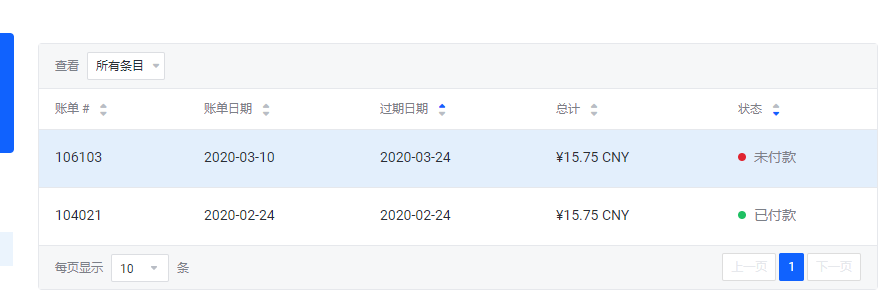 查看 所有条目
账单 # 账单日期 过期日期 总计 状态
106103 2020-03-10 2020-03-24 ¥15.75 CNY 未付款
104021 2020-02-24 2020-02-24 ¥15.75 CNY 已付款
每页显示 10 条 上一页 1 下一页